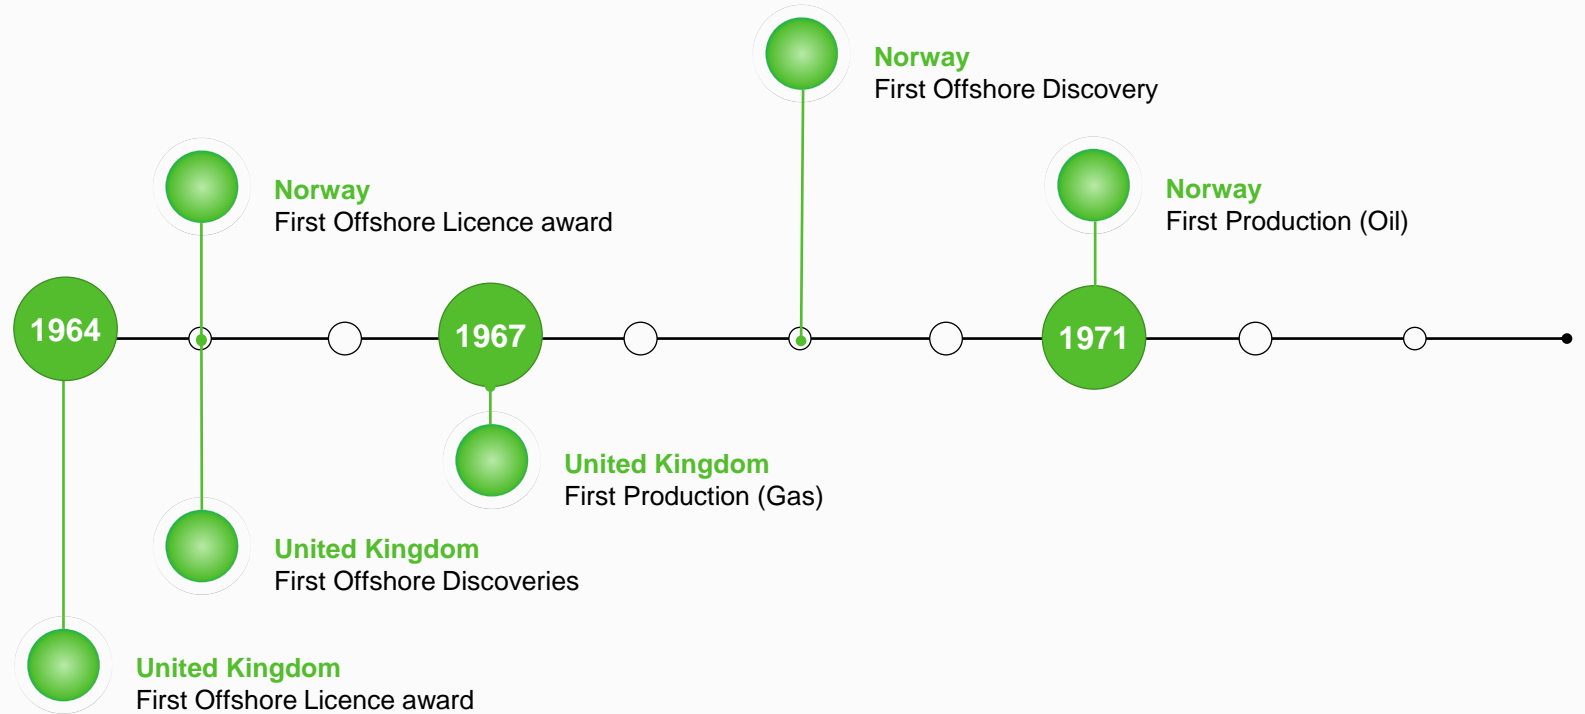 Norway
First Offshore Discovery
Norway
First Offshore Licence award
Norway
First Production (Oil)
1964
1967
1971
United Kingdom
First Production (Gas)
United Kingdom
First Offshore Discoveries
United Kingdom
First Offshore Licence award